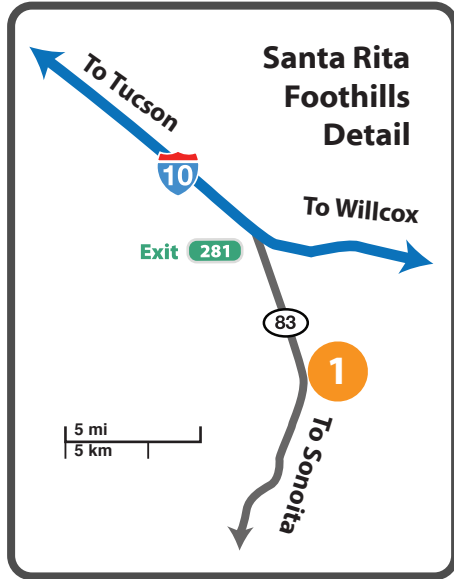 Santa Rita
Foothills
Detail
To Tucson
10
To Willcox
Exit 281
83
1
To Sonoita
5 mi
5 km